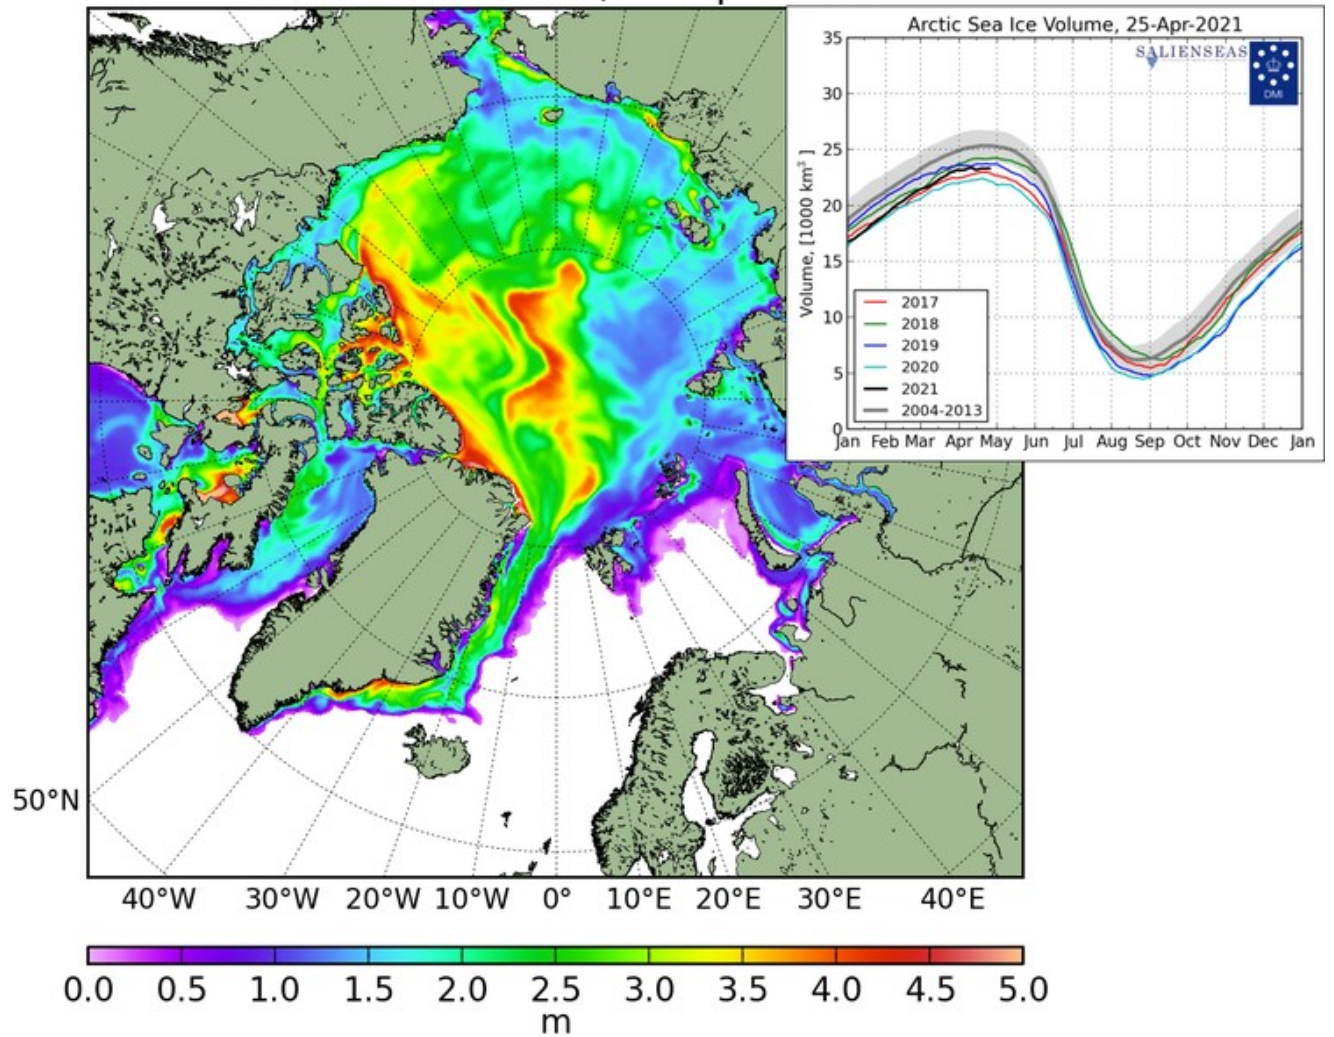 Arctic Sea Ice Volume, 25-Apr-2021
SALIENSEAS
DMI
Volume, [1000 km³ ]
35
30
25
20
15
10
5
0
2017
2018
2019
2020
2021
2004-2013
Jan Feb Mar Apr May Jun Jul Aug Sep Oct Nov Dec Jan
50°N
40°W 30°W 20°W 10°W 0° 10°E 20°E 30°E 40°E
0.0 0.5 1.0 1.5 2.0 2.5 3.0 3.5 4.0 4.5 5.0
m